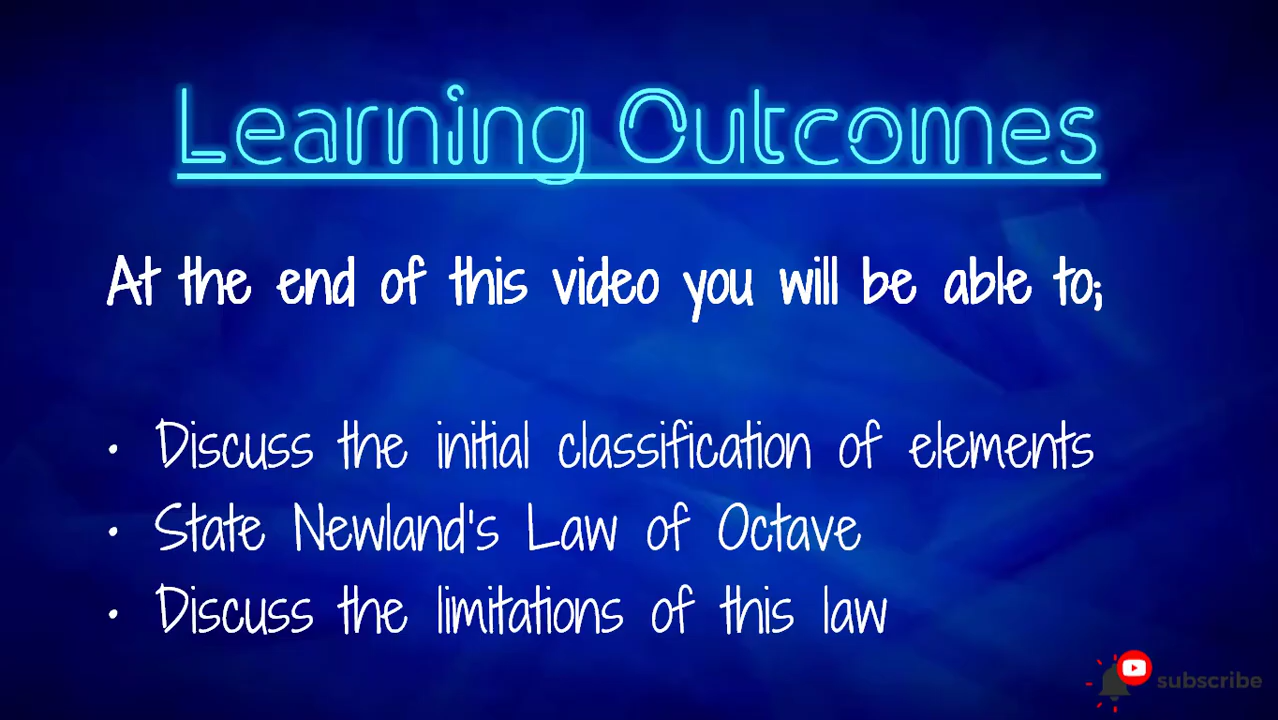 Learning Outcomes
At the end of this video you will be able to;
• Discuss the initial classification of elements
• State Newland's Law of Octave
• Discuss the limitations of this law
subscribe